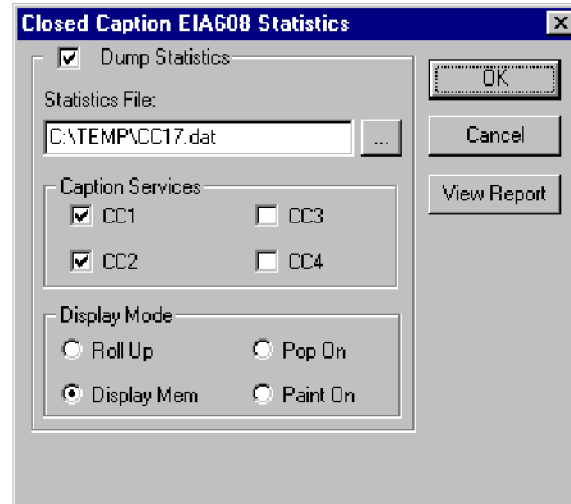 Closed Caption EIA608 Statistics
Dump Statistics
OK
Statistics File:
C:\TEMP\CC17.dat
...
Cancel
Caption Services
View Report
CC1
CC3
CC2
CC4
Display Mode
Roll Up
Pop On
Display Mem
Paint On